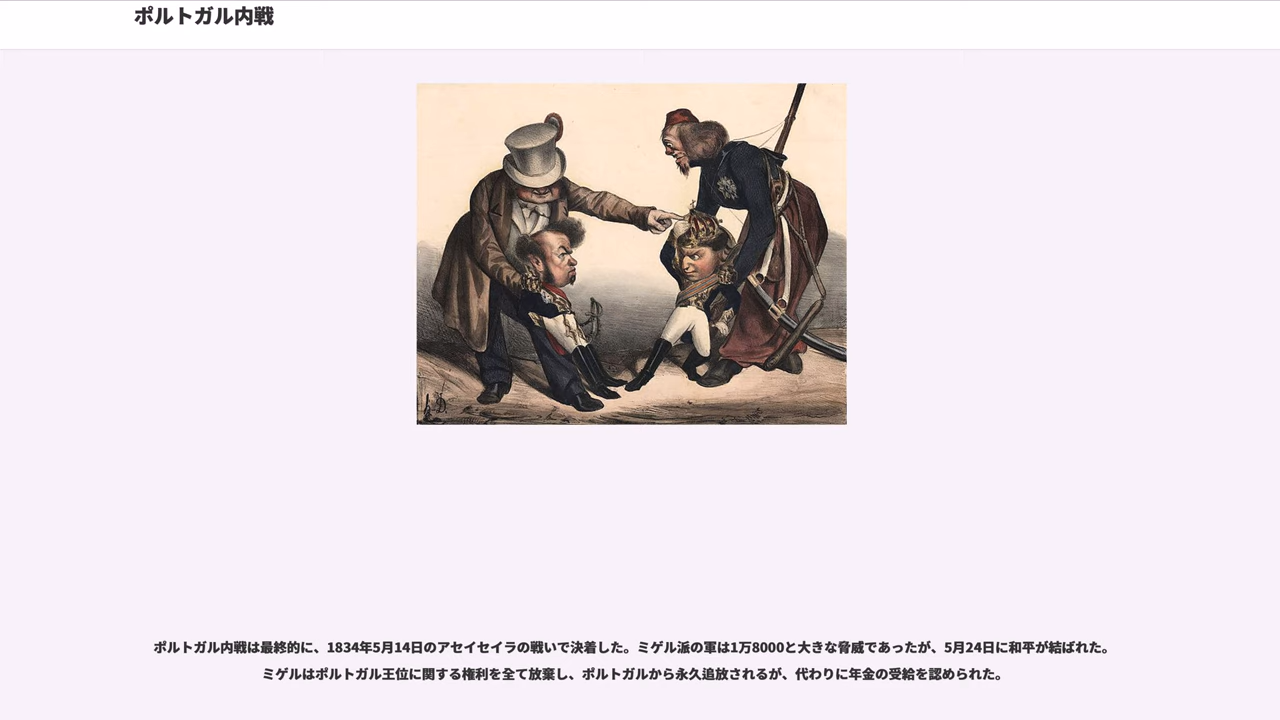 ポルトガル内戦
ポルトガル内戦は最終的に、1834年5月14日のアセイセイラの戦いで決着した。ミゲル派の軍は1万8000と大きな脅威であったが、5月24日に和平が結ばれた。
ミゲルはポルトガル王位に関する権利を全て放棄し、ポルトガルから永久追放されるが、代わりに年金の受給を認められた。